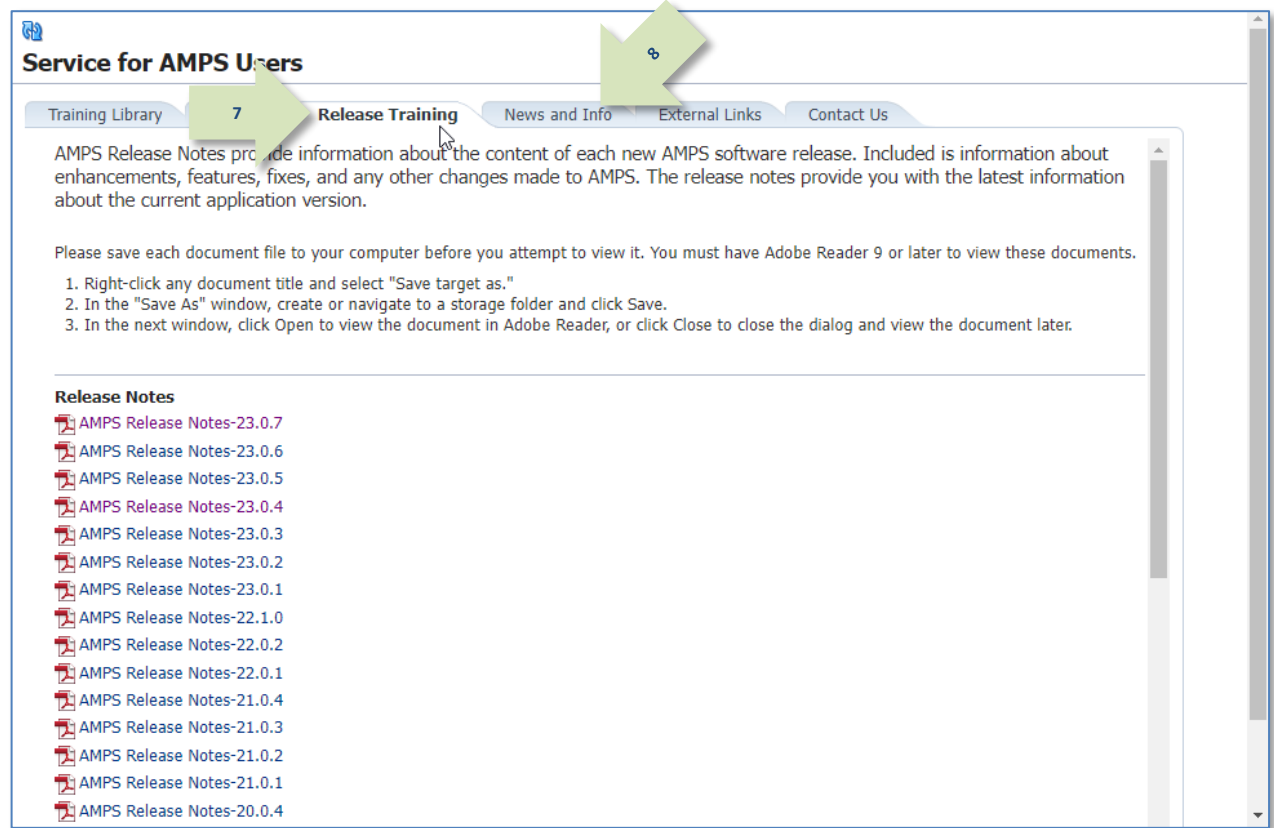 Service for AMPS Users
8
Training Library 7 Release Training News and Info External Links Contact Us
AMPS Release Notes provide information about the content of each new AMPS software release. Included is information about
enhancements, features, fixes, and any other changes made to AMPS. The release notes provide you with the latest information
about the current application version.
Please save each document file to your computer before you attempt to view it. You must have Adobe Reader 9 or later to view these documents.
1. Right-click any document title and select "Save target as."
2. In the "Save As" window, create or navigate to a storage folder and click Save.
3. In the next window, click Open to view the document in Adobe Reader, or click Close to close the dialog and view the document later.
Release Notes
AMPS Release Notes-23.0.7
AMPS Release Notes-23.0.6
AMPS Release Notes-23.0.5
AMPS Release Notes-23.0.4
AMPS Release Notes-23.0.3
AMPS Release Notes-23.0.2
AMPS Release Notes-23.0.1
AMPS Release Notes-22.1.0
AMPS Release Notes-22.0.2
AMPS Release Notes-22.0.1
AMPS Release Notes-21.0.4
AMPS Release Notes-21.0.3
AMPS Release Notes-21.0.2
AMPS Release Notes-21.0.1
AMPS Release Notes-20.0.4